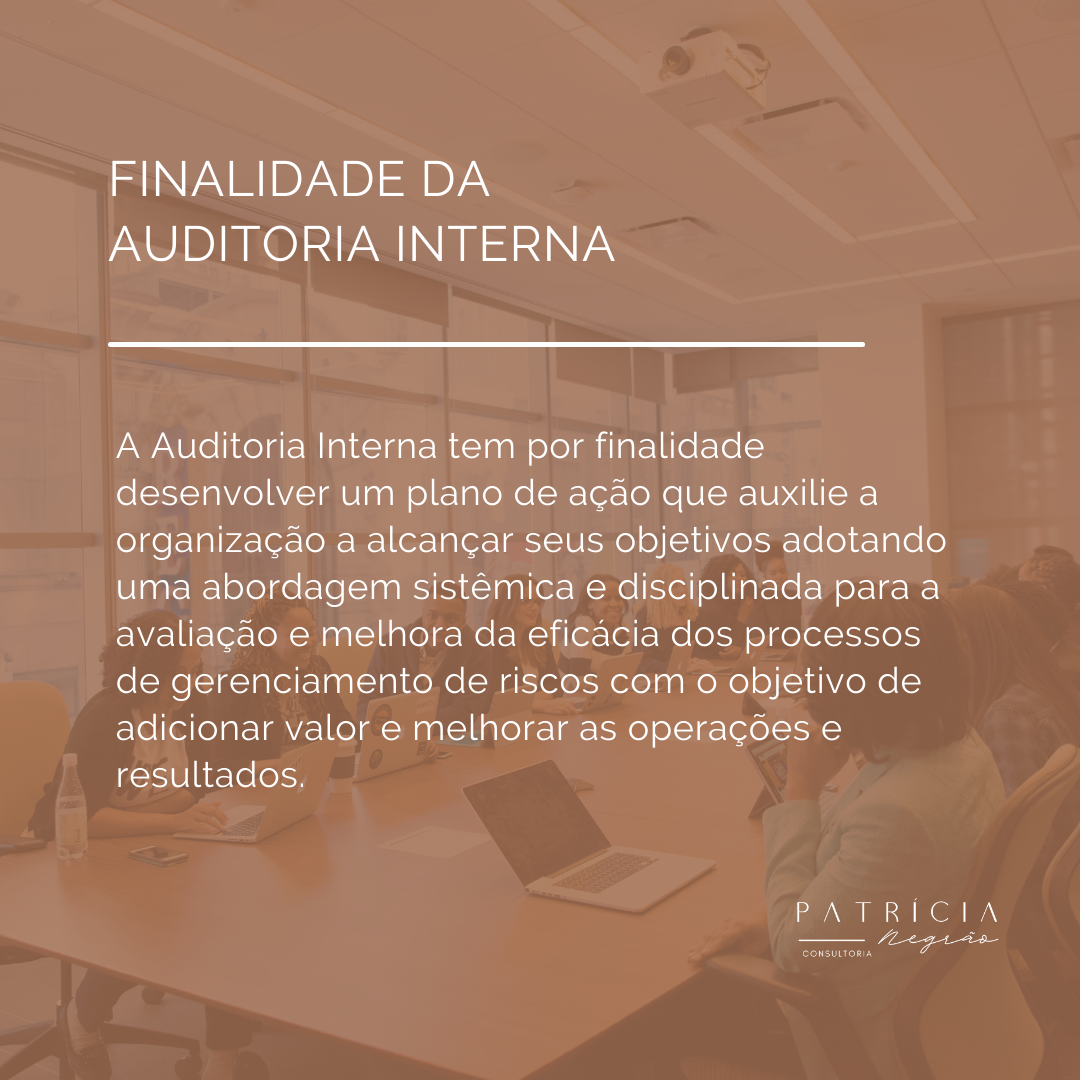 FINALIDADE DA
AUDITORIA INTERNA
A Auditoria Interna tem por finalidade
desenvolver um plano de ação que auxilie a
organização a alcançar seus objetivos adotando
uma abordagem sistêmica e disciplinada para a
avaliação e melhora da eficácia dos processos
de gerenciamento de riscos com o objetivo de
adicionar valor e melhorar as operações e
resultados.
PATRÍCIA
Negrão
CONSULTORIA